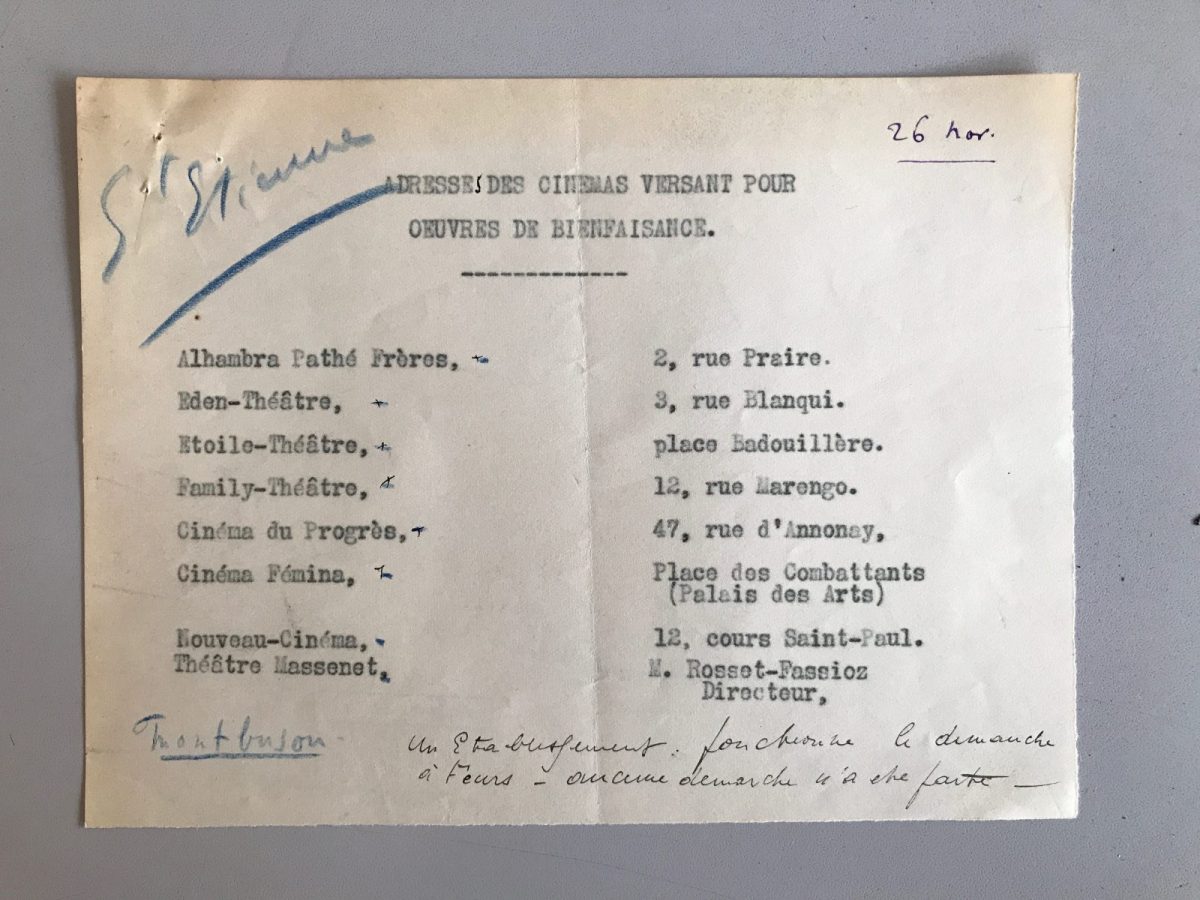 26 nov.
St Etienne
ADRESSES DES CINEMAS VERSANT POUR
OEUVRES DE BIENFAISANCE.
-------------
Alhambra Pathé Frères, 2, rue Praire.
Eden-Théâtre, 3, rue Blanqui.
Etoile-Théâtre, place Badouillère.
Family-Théâtre, 12, rue Marengo.
Cinéma du Progrès, 47, rue d'Annonay,
Cinéma Fémina, Place des Combattants
(Palais des Arts)
Nouveau-Cinéma, 12, cours Saint-Paul.
Théâtre Massenet, M. Rosset-Fassioz
Directeur,
Un Etablissement. fonctionne le dimanche
à Feurs - aucune demarche n'a ete faite -